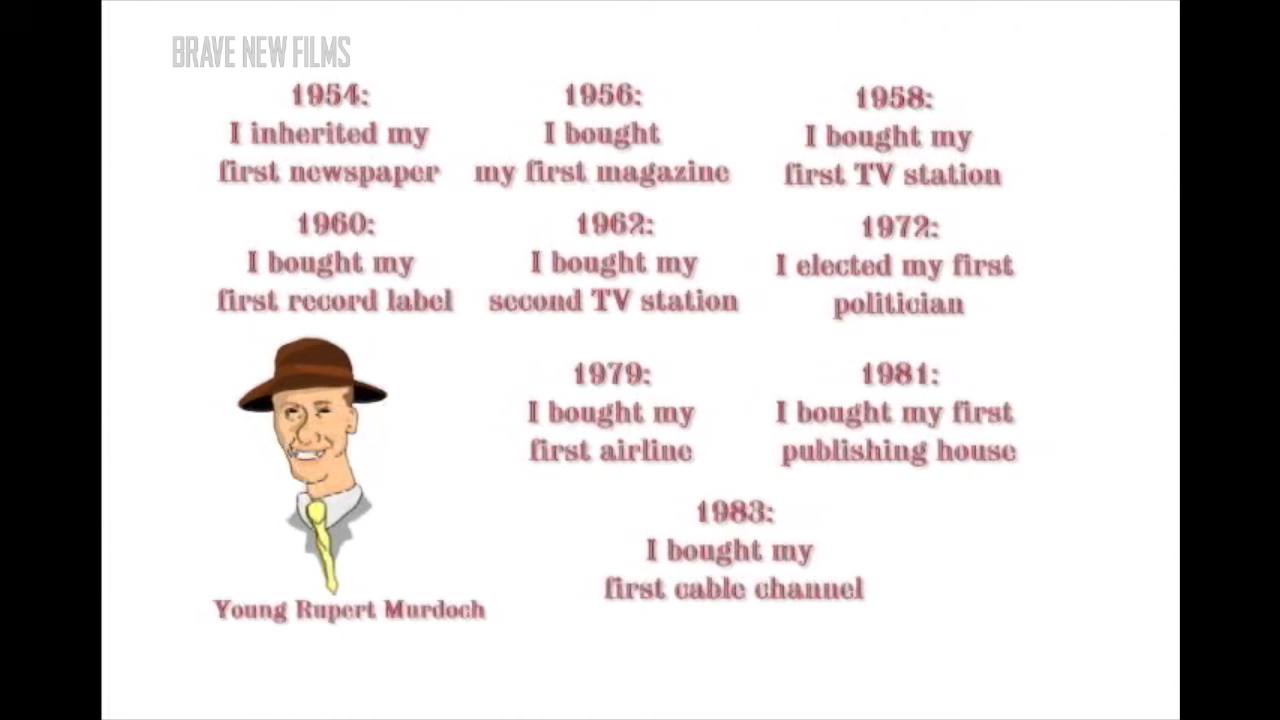 BRAVE NEW FILMS
1954:
I inherited my
first newspaper
1956:
I bought
my first magazine
1958:
I bought my
first TV station
1960:
I bought my
first record label
1962:
I bought my
second TV station
1972:
I elected my first
politician
1979:
I bought my
first airline
1981:
I bought my first
publishing house
1983:
I bought my
first cable channel
Young Rupert Murdoch